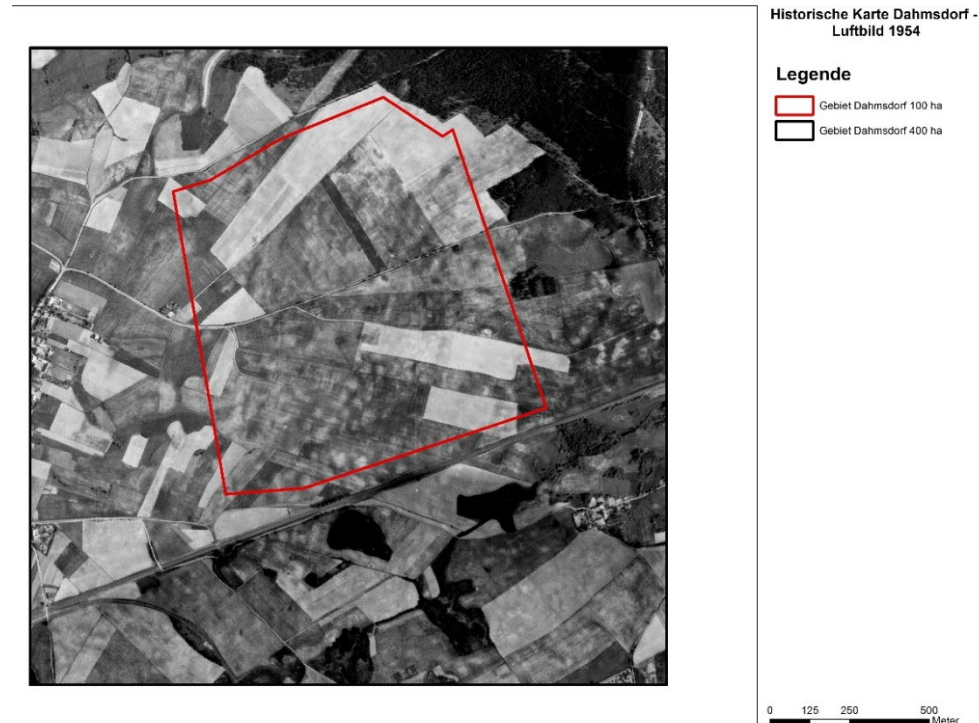 Historische Karte Dahmsdorf -
Luftbild 1954
Legende
Gebiet Dahmsdorf 100 ha
Gebiet Dahmsdorf 400 ha
0 125 250 500
Meter